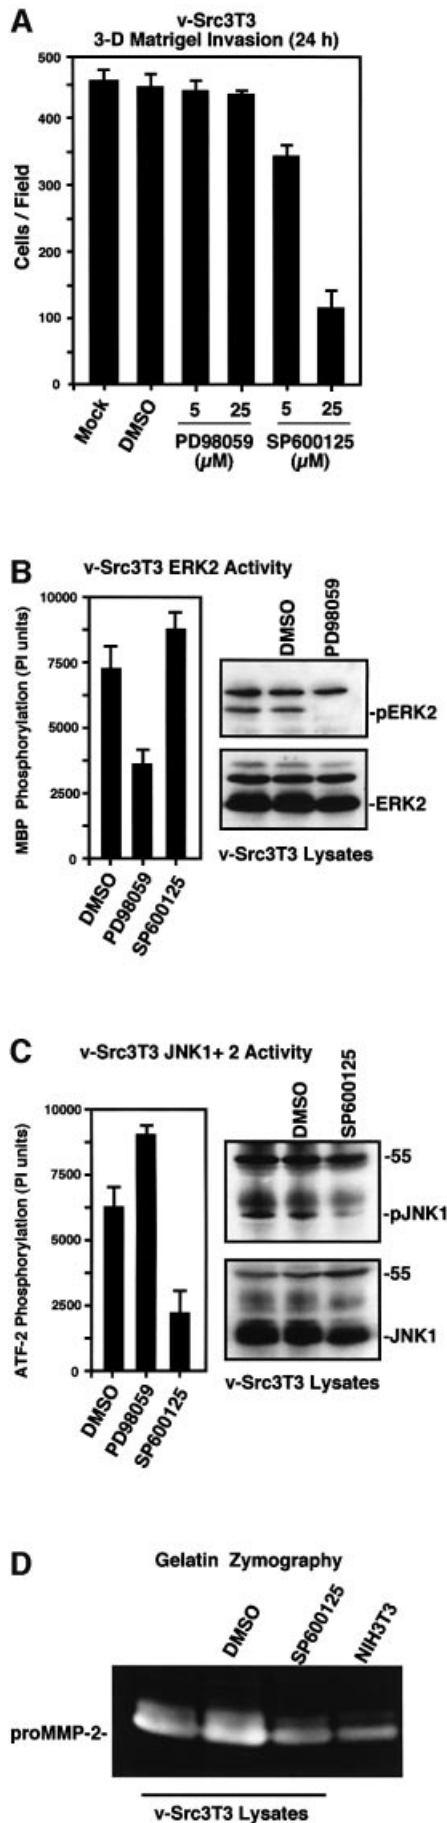 A
v-Src3T3
3-D Matrigel Invasion (24 h)
Cells / Field
500
400
300
200
100
0
Mock
DMSO
5
25
5
25
PD98059
(µM)
SP600125
(µM)
B
v-Src3T3 ERK2 Activity
MBP Phosphorylation (PI units)
10000
7500
5000
2500
0
DMSO
PD98059
SP600125
DMSO
PD98059
-pERK2
-ERK2
v-Src3T3 Lysates
C
v-Src3T3 JNK1+ 2 Activity
ATF-2 Phosphorylation (PI units)
10000
7500
5000
2500
0
DMSO
PD98059
SP600125
DMSO
SP600125
-55
-pJNK1
-55
-JNK1
v-Src3T3 Lysates
D
Gelatin Zymography
DMSO
SP600125
NIH3T3
proMMP-2-
v-Src3T3 Lysates